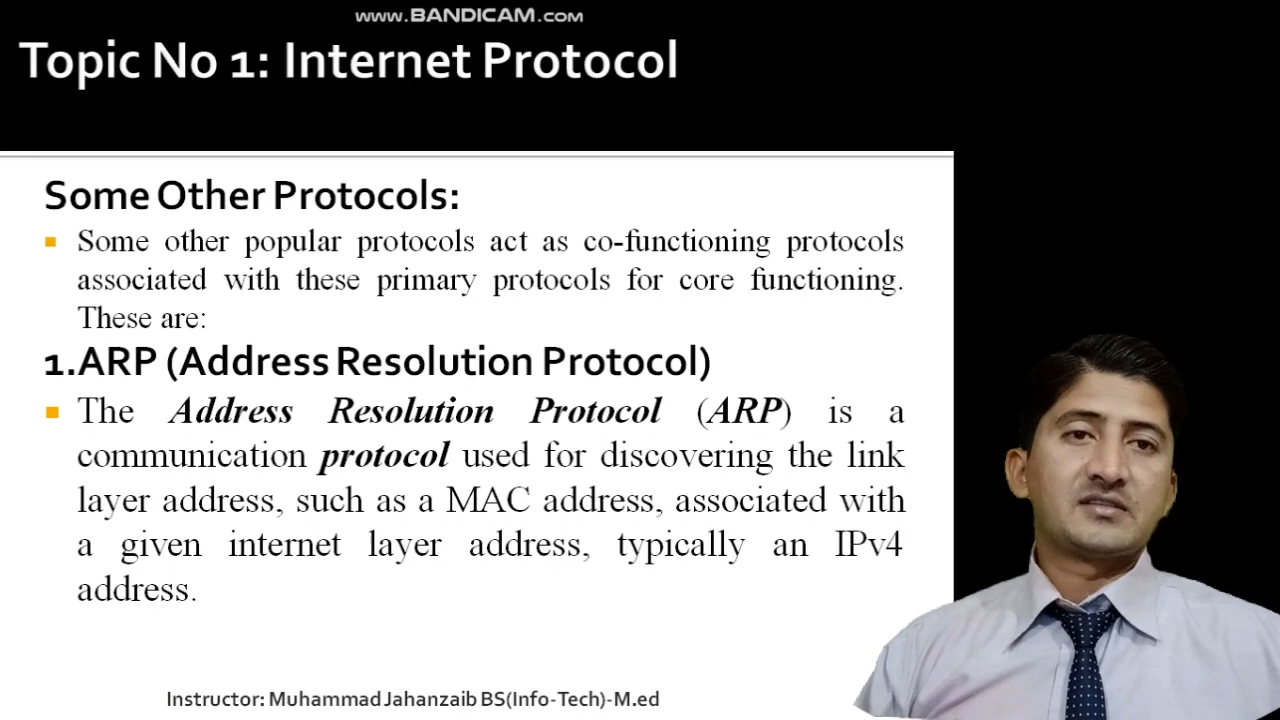 www.BANDICAM.com
Topic No 1: Internet Protocol
Some Other Protocols:
Some other popular protocols act as co-functioning protocols
associated with these primary protocols for core functioning.
These are:
1.ARP (Address Resolution Protocol)
The Address Resolution Protocol (ARP) is a
communication protocol used for discovering the link
layer address, such as a MAC address, associated with
a given internet layer address, typically an IPv4
address.
Instructor: Muhammad Jahanzaib BS(Info-Tech)-M.ed